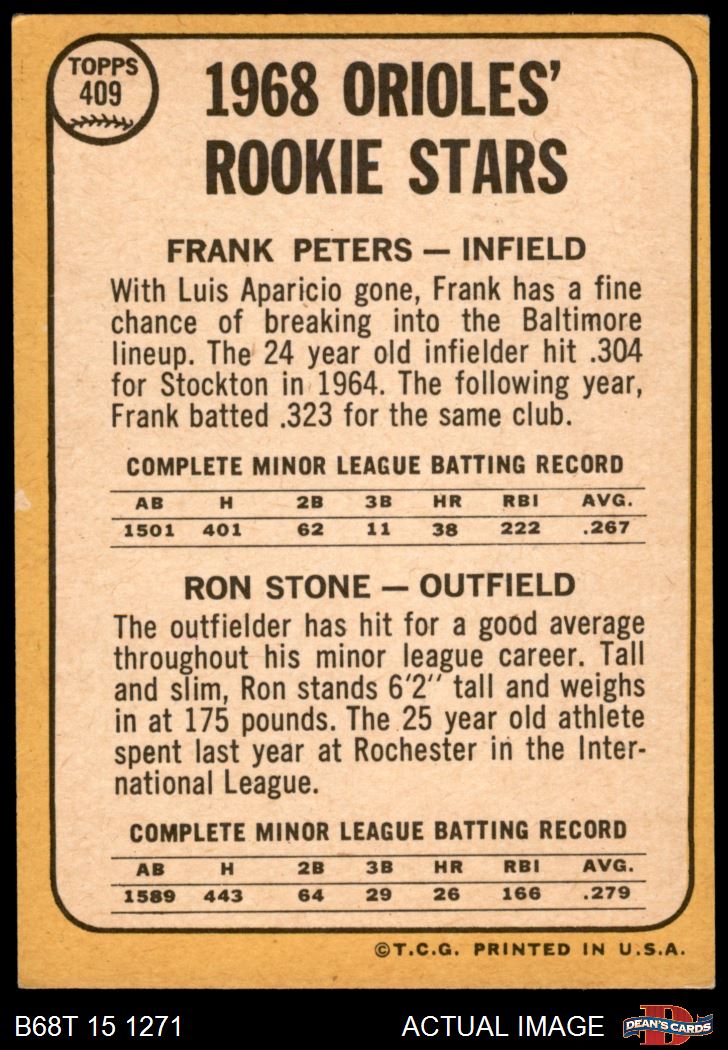 TOPPS
409
1968 ORIOLES'
ROOKIE STARS
FRANK PETERS — INFIELD
With Luis Aparicio gone, Frank has a fine
chance of breaking into the Baltimore
lineup. The 24 year old infielder hit .304
for Stockton in 1964. The following year,
Frank batted .323 for the same club.
COMPLETE MINOR LEAGUE BATTING RECORD
AB H 2B 3B HR RBI AVG.
1501 401 62 11 38 222 .267
RON STONE — OUTFIELD
The outfielder has hit for a good average
throughout his minor league career. Tall
and slim, Ron stands 6'2" tall and weighs
in at 175 pounds. The 25 year old athlete
spent last year at Rochester in the Inter-
national League.
COMPLETE MINOR LEAGUE BATTING RECORD
AB H 2B 3B HR RBI AVG.
1589 443 64 29 26 166 .279
©T.C.G. PRINTED IN U.S.A.
B68T 15 1271 ACTUAL IMAGE
D
DEAN'S CARDS